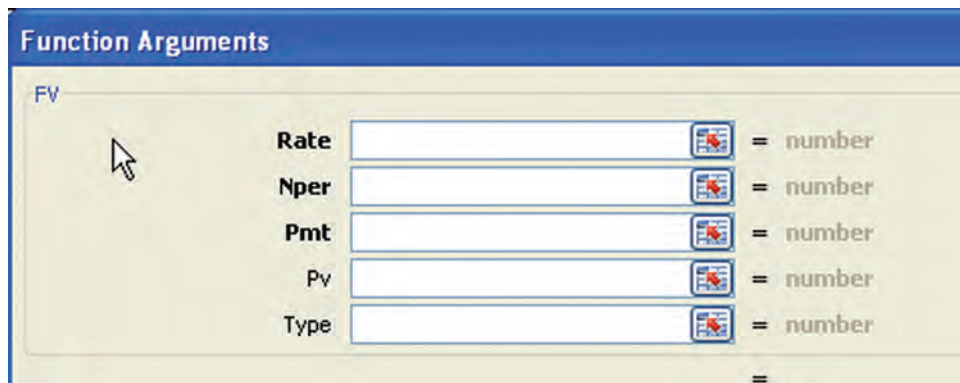 Function Arguments
FV
Rate = number
Nper = number
Pmt = number
Pv = number
Type = number
=